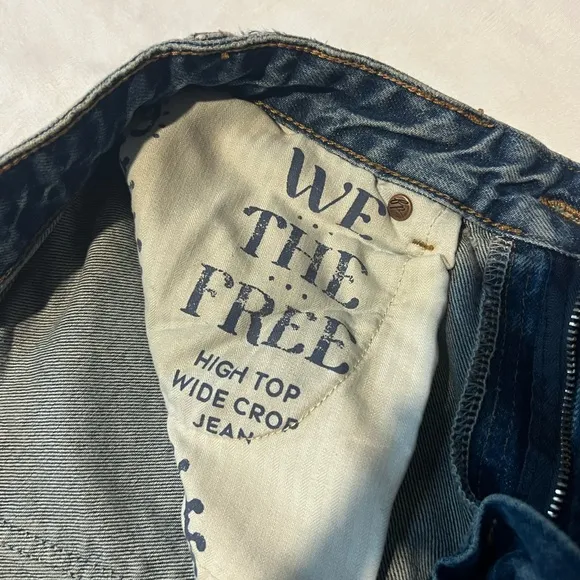 WE
THE
FREE
HIGH TOP
WIDE CROP
JEAN